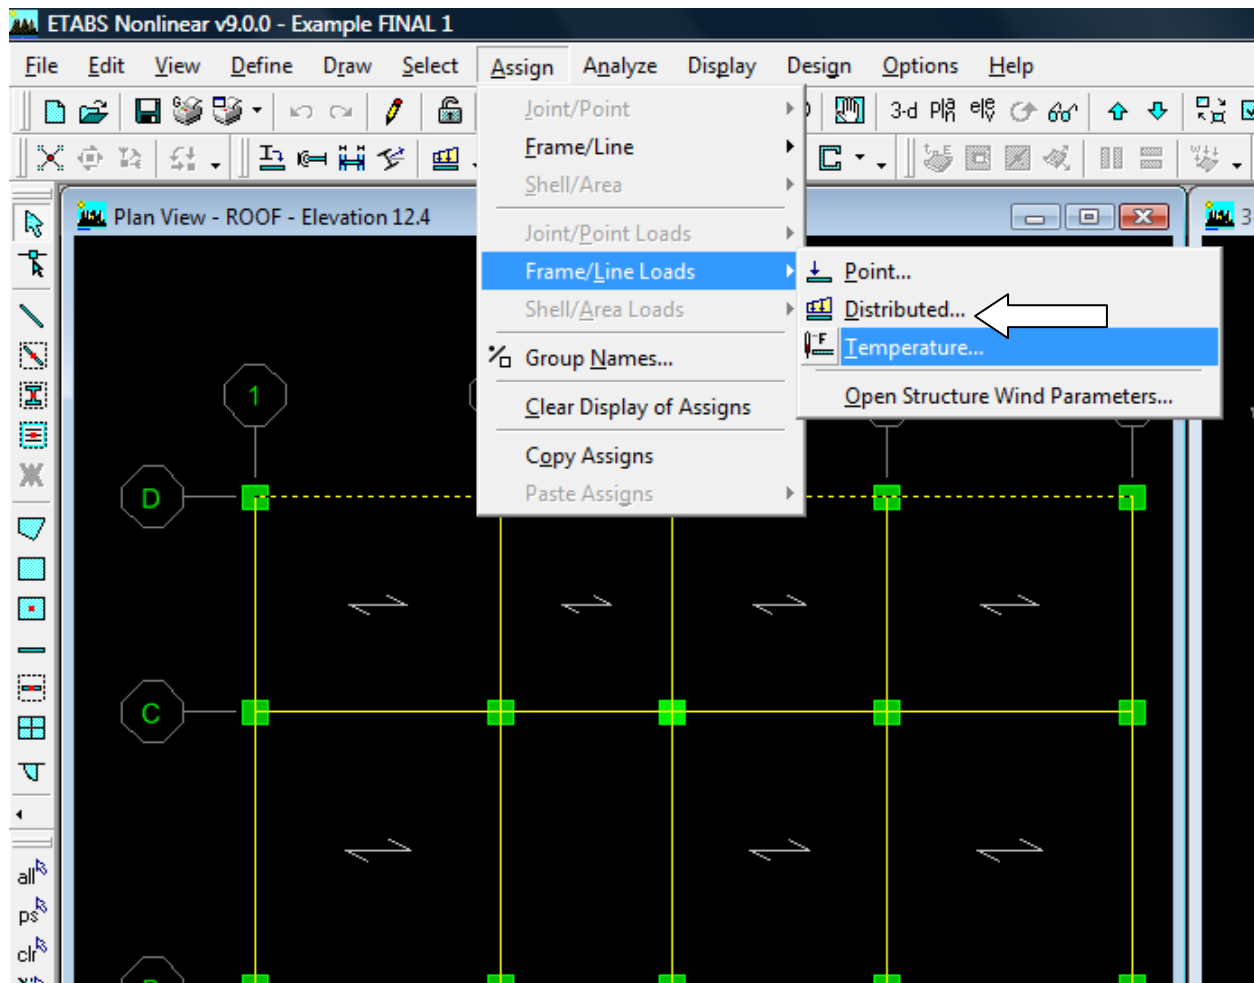 ETABS Nonlinear v9.0.0 - Example FINAL 1
File Edit View Define Draw Select Assign Analyze Display Design Options Help
3-d
Plan View - ROOF - Elevation 12.4
3
Joint/Point
Frame/Line
Shell/Area
Joint/Point Loads
Frame/Line Loads
Shell/Area Loads
Group Names...
Clear Display of Assigns
Copy Assigns
Paste Assigns
Point...
Distributed...
F
Temperature...
Open Structure Wind Parameters...
1
D
C
all
ps
clr